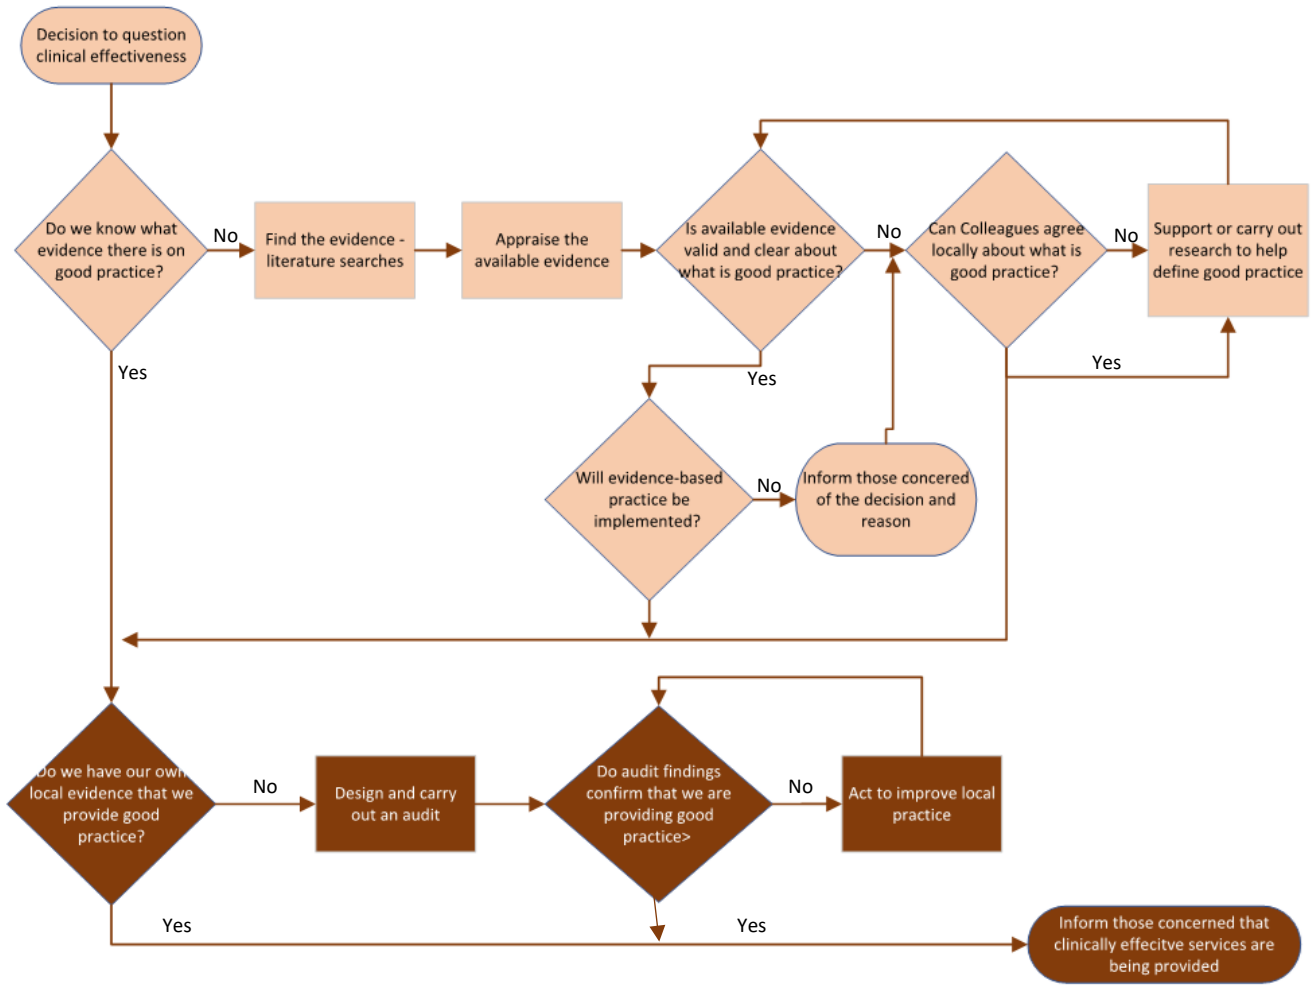 Decision to question
clinical effectiveness
Do we know what
evidence there is on
good practice?
No
Find the evidence -
literature searches
Appraise the
available evidence
Is available evidence
valid and clear about
what is good practice?
No
Can Colleagues agree
locally about what is
good practice?
No
Support or carry out
research to help
define good practice
Yes
Yes
Yes
Will evidence-based
practice be
implemented?
No
Inform those concered
of the decision and
reason
Do we have our own
local evidence that we
provide good
practice?
No
Design and carry
out an audit
Do audit findings
confirm that we are
providing good
practice>
No
Act to improve local
practice
Yes
Yes
Inform those concerned that
clinically effecitve services are
being provided